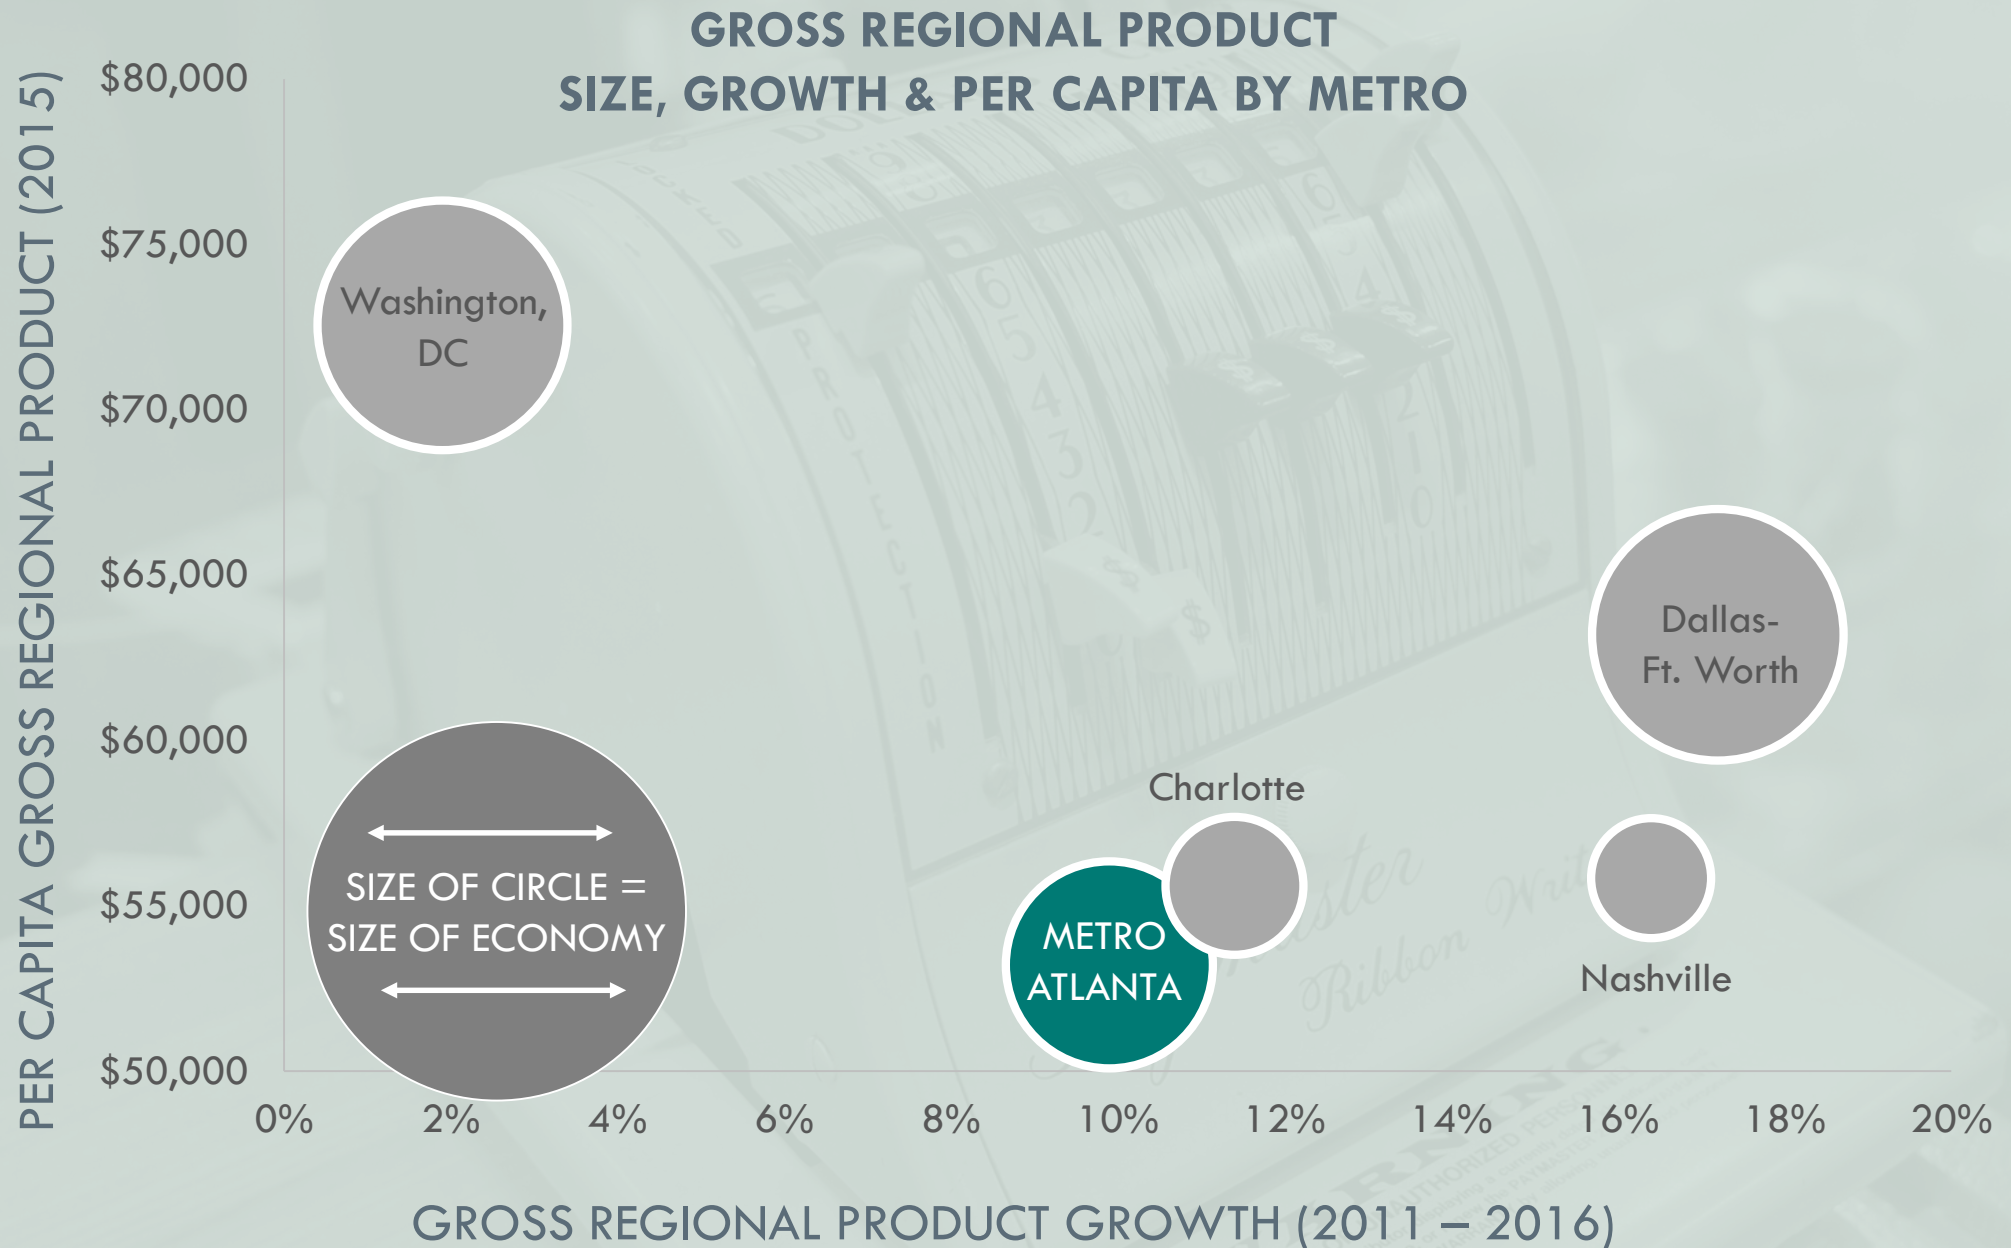 GROSS REGIONAL PRODUCT
SIZE, GROWTH & PER CAPITA BY METRO
PER CAPITA GROSS REGIONAL PRODUCT (2015)
$80,000
$75,000
$70,000
$65,000
$60,000
$55,000
$50,000
Washington,
DC
Dallas-
Ft. Worth
Charlotte
Nashville
METRO
ATLANTA
SIZE OF CIRCLE =
SIZE OF ECONOMY
0% 2% 4% 6% 8% 10% 12% 14% 16% 18% 20%
GROSS REGIONAL PRODUCT GROWTH (2011 – 2016)
Ribbon